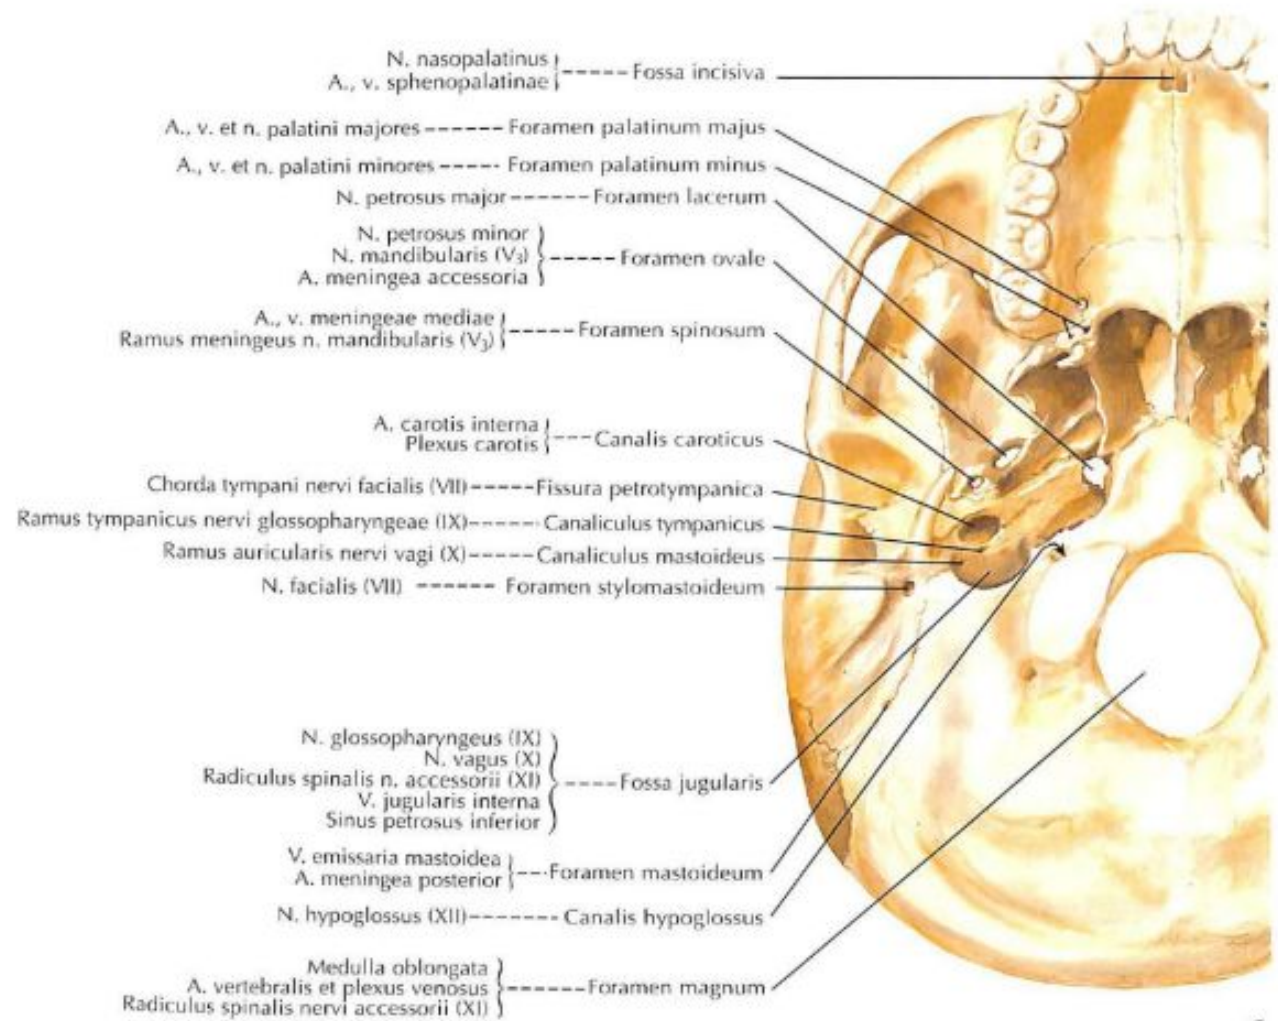 N. nasopalatinus
A., v. sphenopalatinae
Fossa incisiva
A., v. et n. palatini majores Foramen palatinum majus
A., v. et n. palatini minores Foramen palatinum minus
N. petrosus major Foramen lacerum
N. petrosus minor
N. mandibularis (V3)
A. meningea accessoria
Foramen ovale
A., v. meningeae mediae
Ramus meningeus n. mandibularis (V3)
Foramen spinosum
A. carotis interna
Plexus carotis
Canalis caroticus
Chorda tympani nervi facialis (VII) Fissura petrotympanica
Ramus tympanicus nervi glossopharyngeae (IX) Canaliculus tympanicus
Ramus auricularis nervi vagi (X) Canaliculus mastoideus
N. facialis (VII) Foramen stylomastoideum
N. glossopharyngeus (IX)
N. vagus (X)
Radiculus spinalis n. accessorii (XI)
V. jugularis interna
Sinus petrosus inferior
Fossa jugularis
V. emissaria mastoidea
A. meningea posterior
Foramen mastoideum
N. hypoglossus (XII) Canalis hypoglossus
Medulla oblongata
A. vertebralis et plexus venosus
Radiculus spinalis nervi accessorii (XI)
Foramen magnum